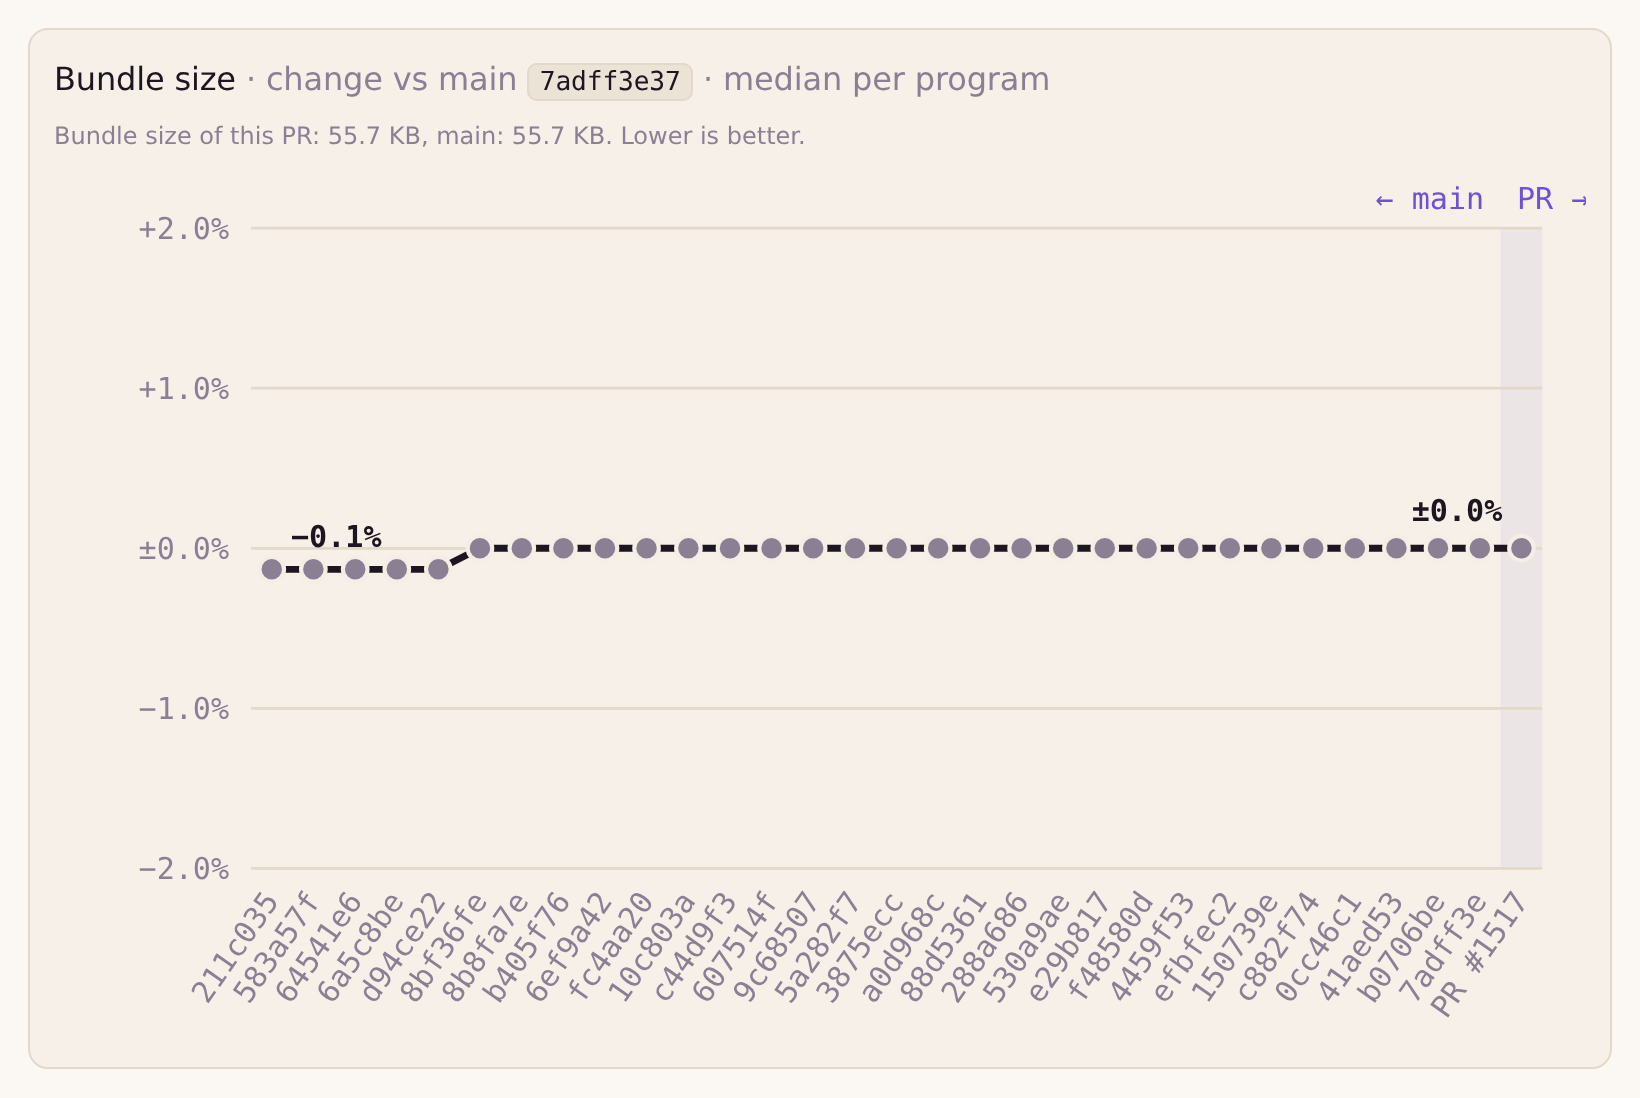 Bundle size · change vs main 7adff3e37 · median per program
Bundle size of this PR: 55.7 KB, main: 55.7 KB. Lower is better.
← main PR →
+2.0%
+1.0%
±0.0%
−1.0%
−2.0%
−0.1%
±0.0%
211c035
583a57f
64541e6
6a5c8be
d94ce22
8bf36fe
8b8fa7e
b405f76
6ef9a42
fc4aa20
10c803a
c44d9f3
607514f
9c68507
5a282f7
3875ecc
a0d968c
88d5361
288a686
530a9ae
e29b817
f48580d
4459f53
efbfec2
150739e
c882f74
0cc46c1
41aed53
b0706be
7adff3e
PR #1517